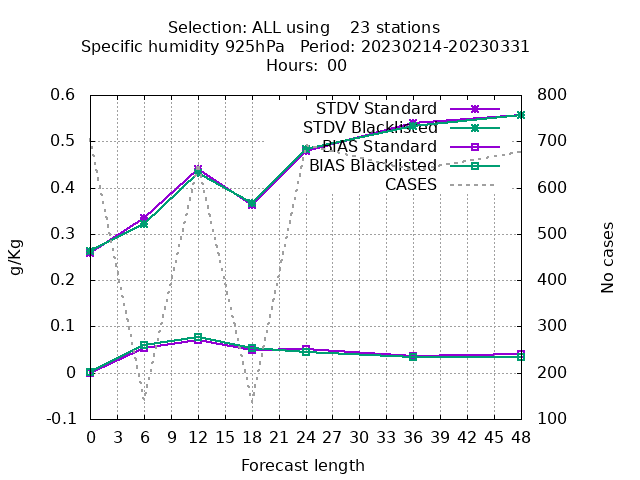 Selection: ALL using 23 stations
Specific humidity 925hPa Period: 20230214-20230331
Hours: 00
0.6 800
STDV Standard
STDV Blacklisted
0.5 700
BIAS Standard
BIAS Blacklisted
CASES
0.4 600
0.3 500
0.2 400
0.1 300
0 200
-0.1 100
g/Kg
No cases
0 3 6 9 12 15 18 21 24 27 30 33 36 39 42 45 48
Forecast length